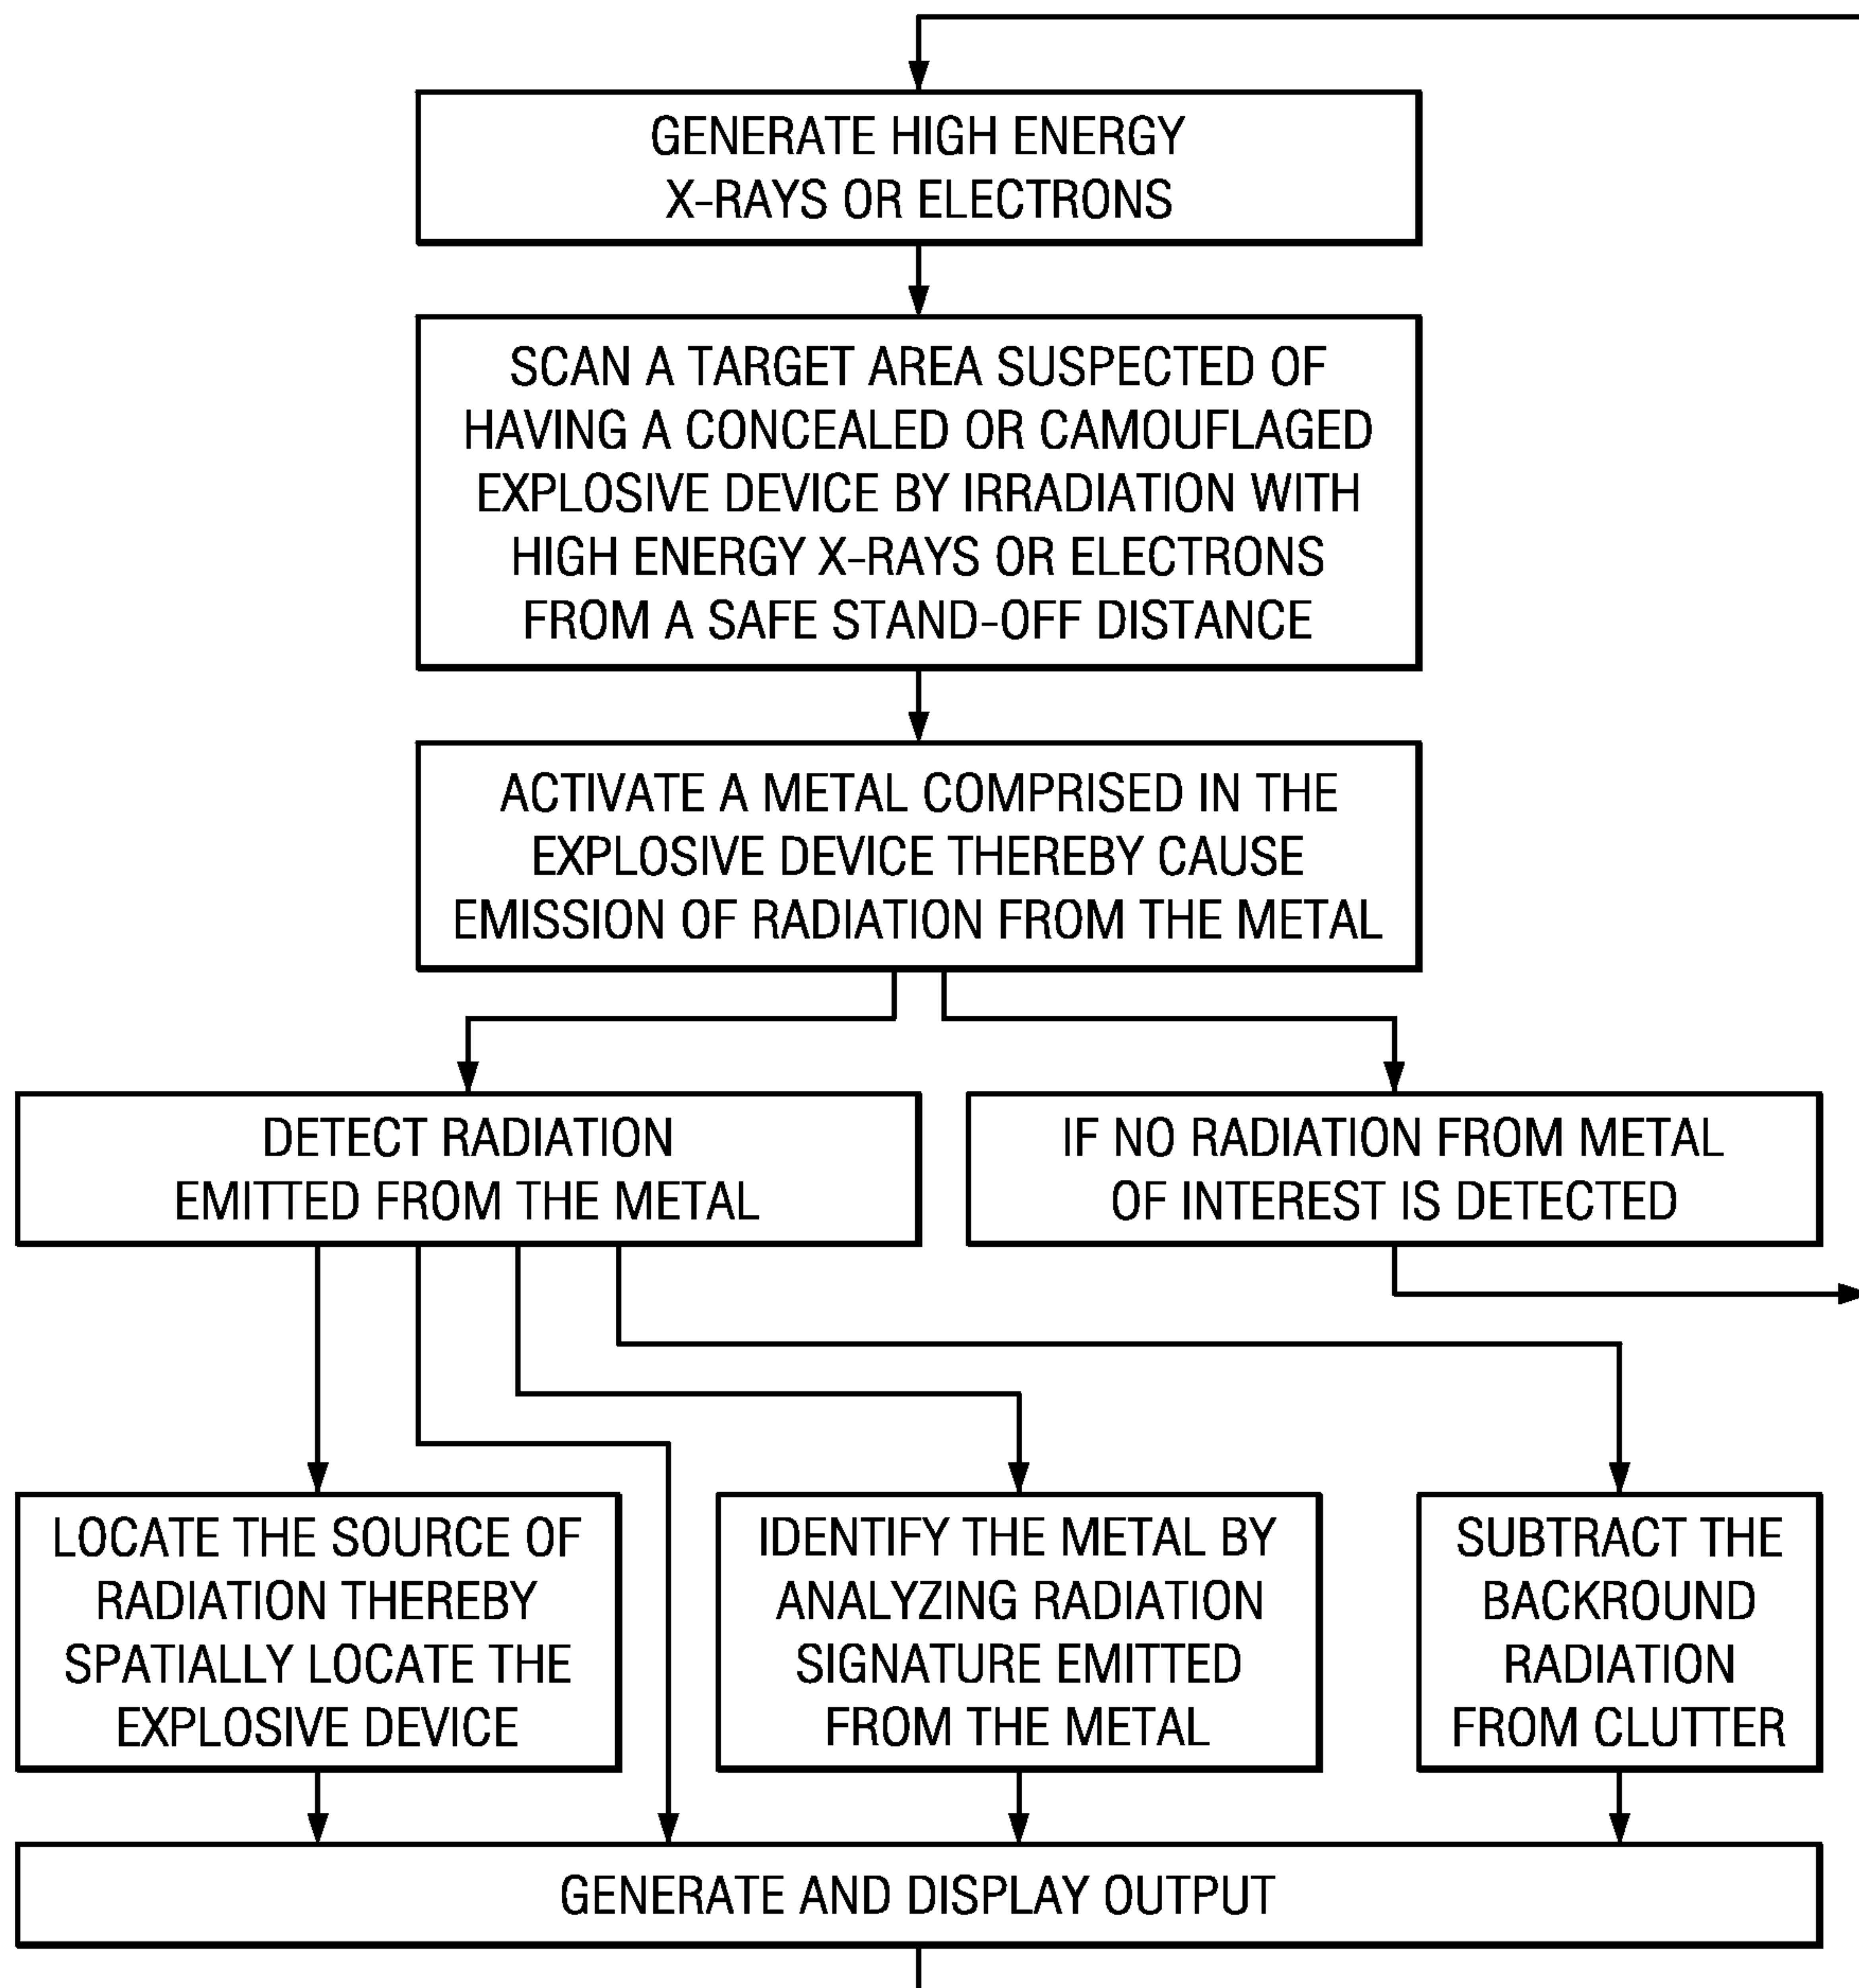 GENERATE HIGH ENERGY
X-RAYS OR ELECTRONS
SCAN A TARGET AREA SUSPECTED OF
HAVING A CONCEALED OR CAMOUFLAGED
EXPLOSIVE DEVICE BY IRRADIATION WITH
HIGH ENERGY X-RAYS OR ELECTRONS
FROM A SAFE STAND-OFF DISTANCE
ACTIVATE A METAL COMPRISED IN THE
EXPLOSIVE DEVICE THEREBY CAUSE
EMISSION OF RADIATION FROM THE METAL
DETECT RADIATION
EMITTED FROM THE METAL
IF NO RADIATION FROM METAL
OF INTEREST IS DETECTED
LOCATE THE SOURCE OF
RADIATION THEREBY
SPATIALLY LOCATE THE
EXPLOSIVE DEVICE
IDENTIFY THE METAL BY
ANALYZING RADIATION
SIGNATURE EMITTED
FROM THE METAL
SUBTRACT THE
BACKROUND
RADIATION
FROM CLUTTER
GENERATE AND DISPLAY OUTPUT